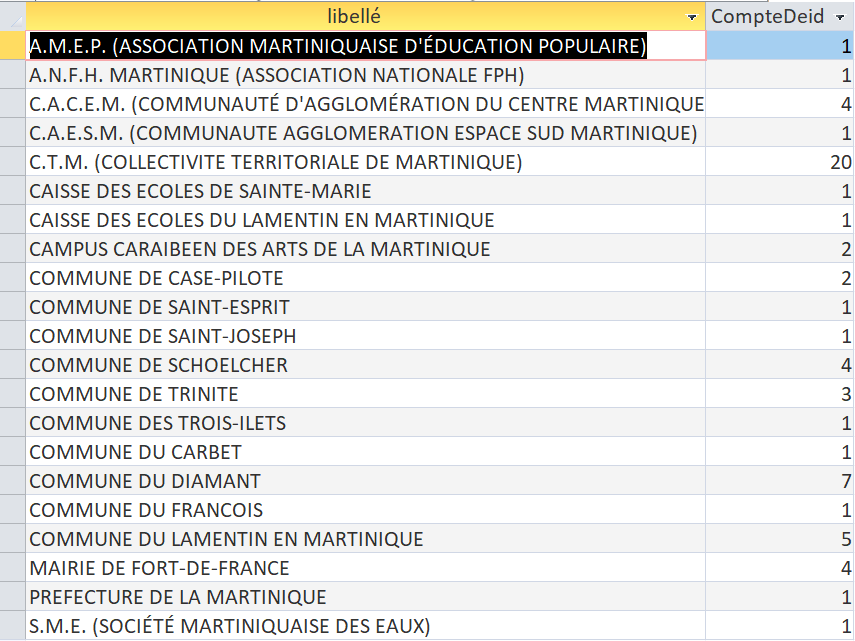 libellé CompteDeid
A.M.E.P. (ASSOCIATION MARTINIQUAISE D'ÉDUCATION POPULAIRE) 1
A.N.F.H. MARTINIQUE (ASSOCIATION NATIONALE FPH) 1
C.A.C.E.M. (COMMUNAUTÉ D'AGGLOMÉRATION DU CENTRE MARTINIQUE 4
C.A.E.S.M. (COMMUNAUTE AGGLOMERATION ESPACE SUD MARTINIQUE) 1
C.T.M. (COLLECTIVITE TERRITORIALE DE MARTINIQUE) 20
CAISSE DES ECOLES DE SAINTE-MARIE 1
CAISSE DES ECOLES DU LAMENTIN EN MARTINIQUE 1
CAMPUS CARAIBEEN DES ARTS DE LA MARTINIQUE 2
COMMUNE DE CASE-PILOTE 2
COMMUNE DE SAINT-ESPRIT 1
COMMUNE DE SAINT-JOSEPH 1
COMMUNE DE SCHOELCHER 4
COMMUNE DE TRINITE 3
COMMUNE DES TROIS-ILETS 1
COMMUNE DU CARBET 1
COMMUNE DU DIAMANT 7
COMMUNE DU FRANCOIS 1
COMMUNE DU LAMENTIN EN MARTINIQUE 5
MAIRIE DE FORT-DE-FRANCE 4
PREFECTURE DE LA MARTINIQUE 1
S.M.E. (SOCIÉTÉ MARTINIQUAISE DES EAUX) 1